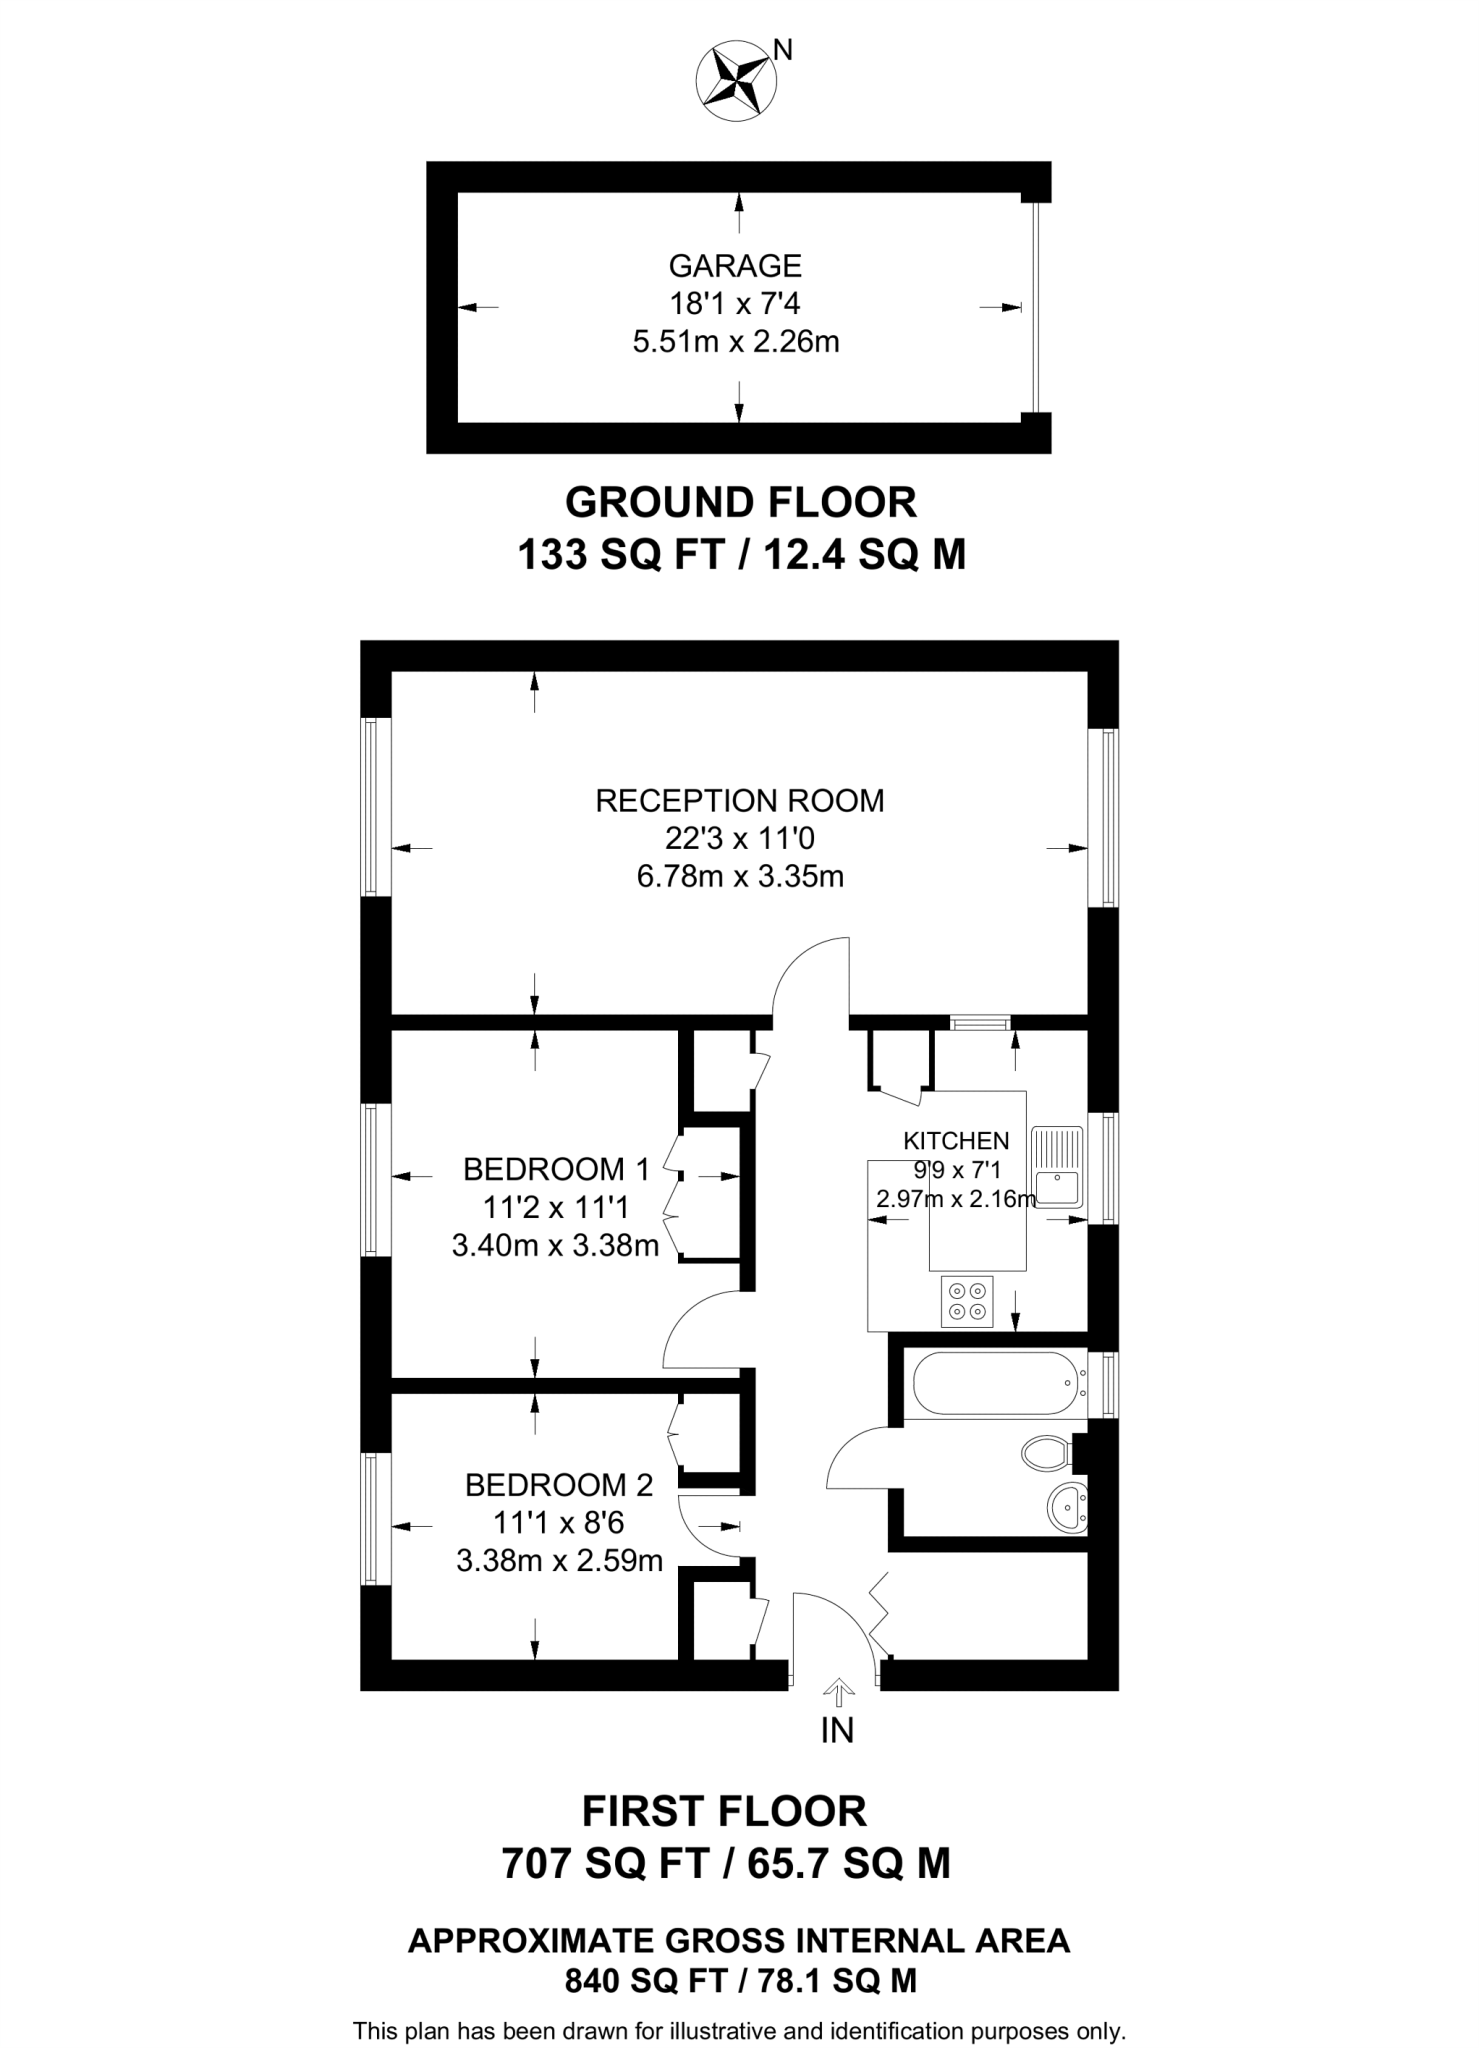 N
GARAGE
18'1 x 7'4
5.51m x 2.26m
GROUND FLOOR
133 SQ FT / 12.4 SQ M
RECEPTION ROOM
22'3 x 11'0
6.78m x 3.35m
KITCHEN
9'9 x 7'1
2.97m x 2.16m
BEDROOM 1
11'2 x 11'1
3.40m x 3.38m
BEDROOM 2
11'1 x 8'6
3.38m x 2.59m
IN
FIRST FLOOR
707 SQ FT / 65.7 SQ M
APPROXIMATE GROSS INTERNAL AREA
840 SQ FT / 78.1 SQ M
This plan has been drawn for illustrative and identification purposes only.